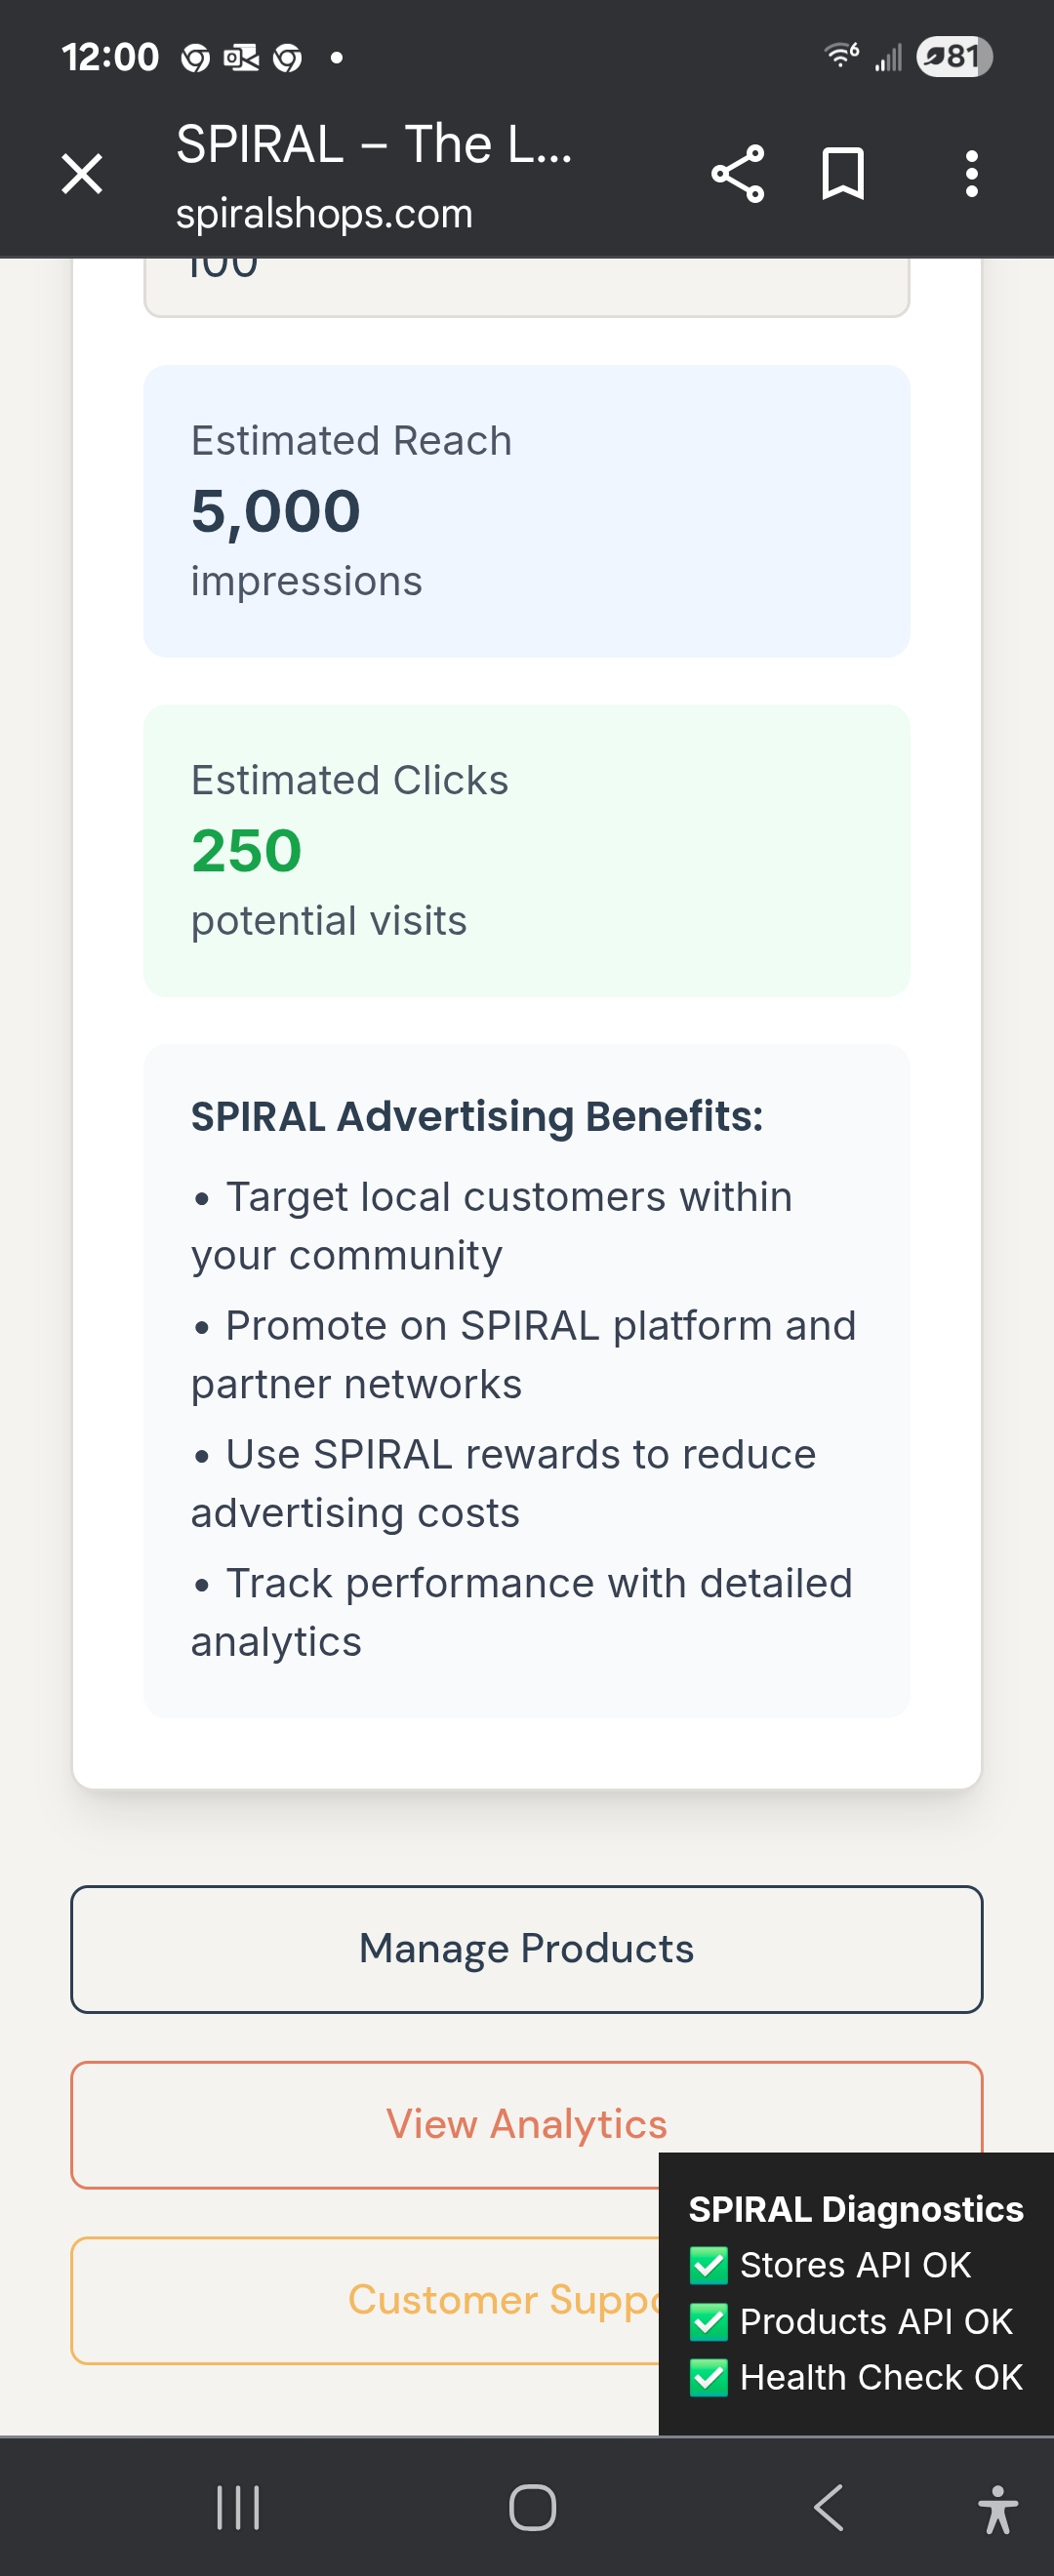 12:00
6
81
SPIRAL – The L...
spiralshops.com
100
Estimated Reach
5,000
impressions
Estimated Clicks
250
potential visits
SPIRAL Advertising Benefits:
• Target local customers within
your community
• Promote on SPIRAL platform and
partner networks
• Use SPIRAL rewards to reduce
advertising costs
• Track performance with detailed
analytics
Manage Products
View Analytics
SPIRAL Diagnostics
✅ Stores API OK
Customer Suppo
✅ Products API OK
✅ Health Check OK